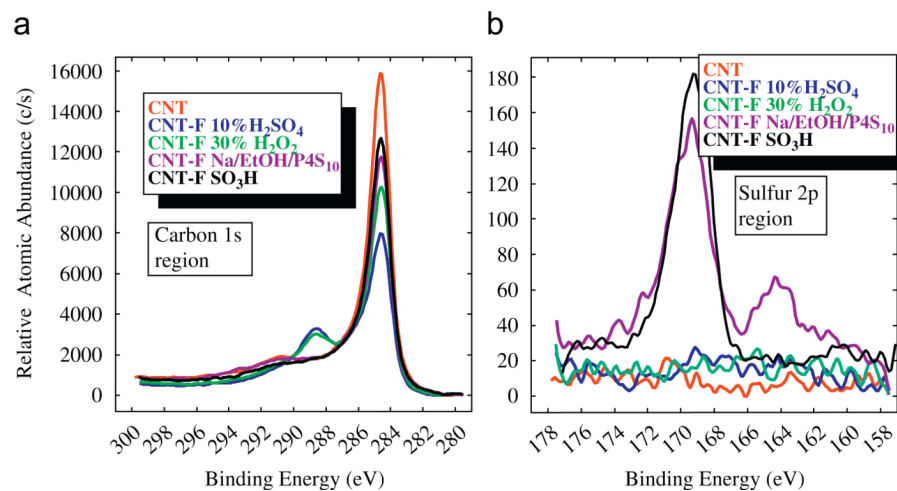 a
b
Relative Atomic Abundance (c/s)
16000
14000
12000
10000
8000
6000
4000
2000
0
CNT
CNT-F 10%H₂SO₄
CNT-F 30% H₂O₂
CNT-F Na/EtOH/P4S₁₀
CNT-F SO₃H
Carbon 1s
region
300 298 296 294 292 290 288 286 284 282 280
Binding Energy (eV)
180
160
140
120
100
80
60
40
20
0
CNT
CNT-F 10%H₂SO₄
CNT-F 30% H₂O₂
CNT-F Na/EtOH/P4S₁₀
CNT-F SO₃H
Sulfur 2p
region
178 176 174 172 170 168 166 164 162 160 158
Binding Energy (eV)